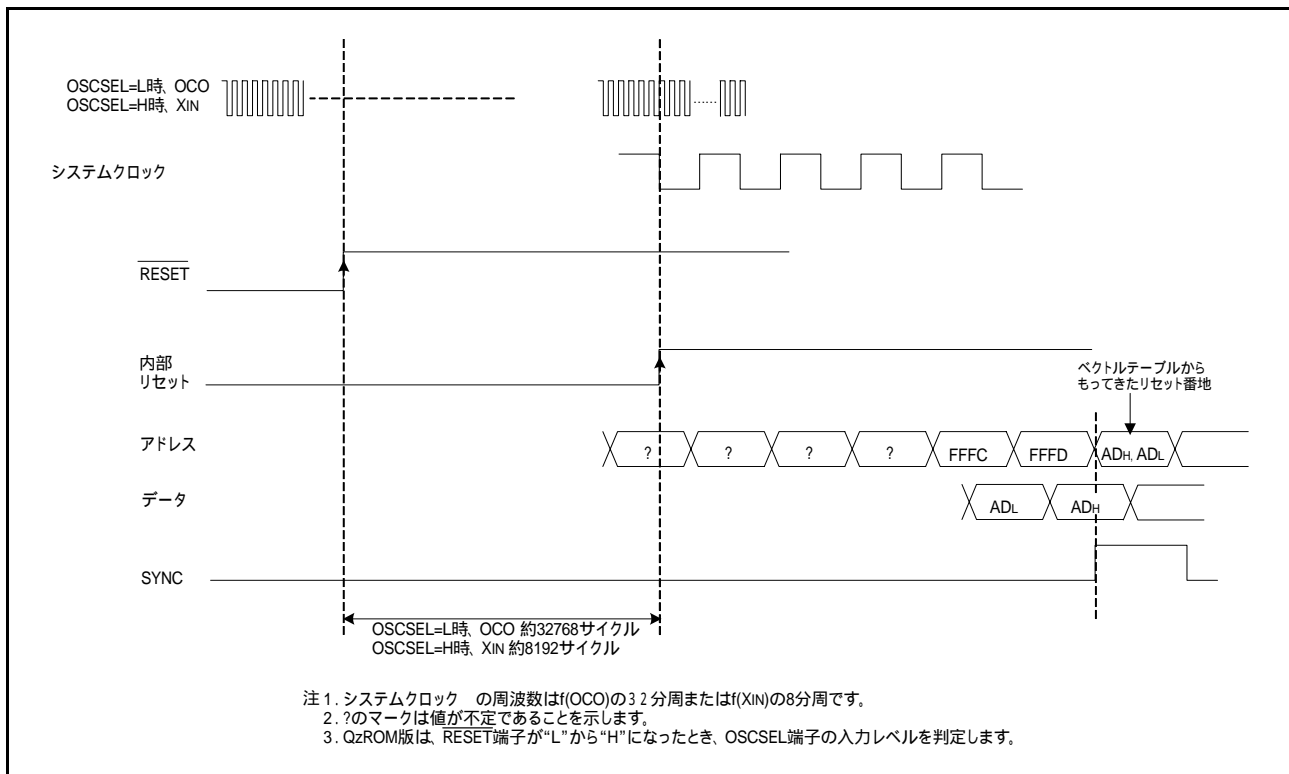 OSCSEL=L時、OCO
OSCSEL=H時、XIN
システムクロック
RESET
内部
リセット
ベクトルテーブルから
もってきたリセット番地
アドレス
? ? ? ? FFFC FFFD ADH, ADL
データ
ADL ADH
SYNC
OSCSEL=L時、OCO 約32768サイクル
OSCSEL=H時、XIN 約8192サイクル
注1. システムクロック の周波数はf(OCO)の32分周またはf(XIN)の8分周です。
2. ?のマークは値が不定であることを示します。
3. QzROM版は、RESET端子が“L”から“H”になったとき、OSCSEL端子の入力レベルを判定します。